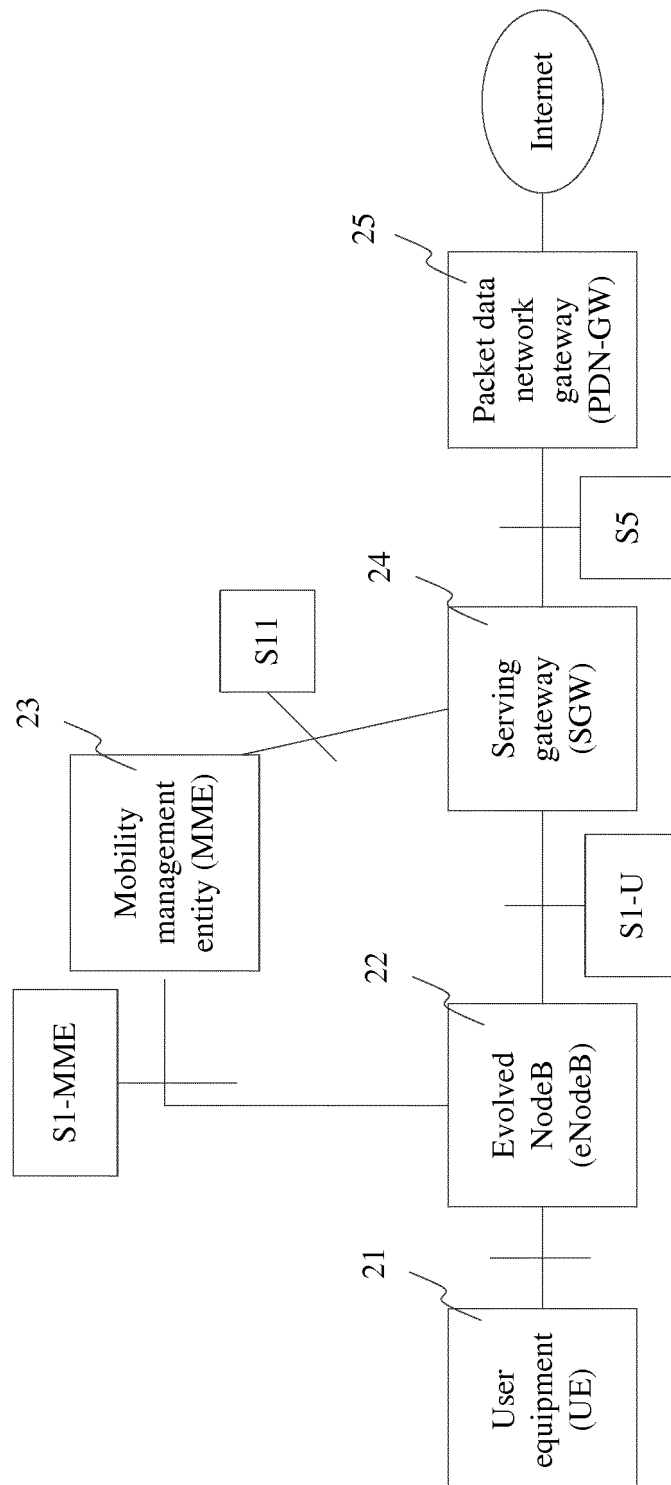 S1-MME
23
Mobility
management
entity (MME)
S11
21
User
equipment
(UE)
22
Evolved
NodeB
(eNodeB)
S1-U
24
Serving
gateway
(SGW)
S5
25
Packet data
network
gateway
(PDN-GW)
Internet